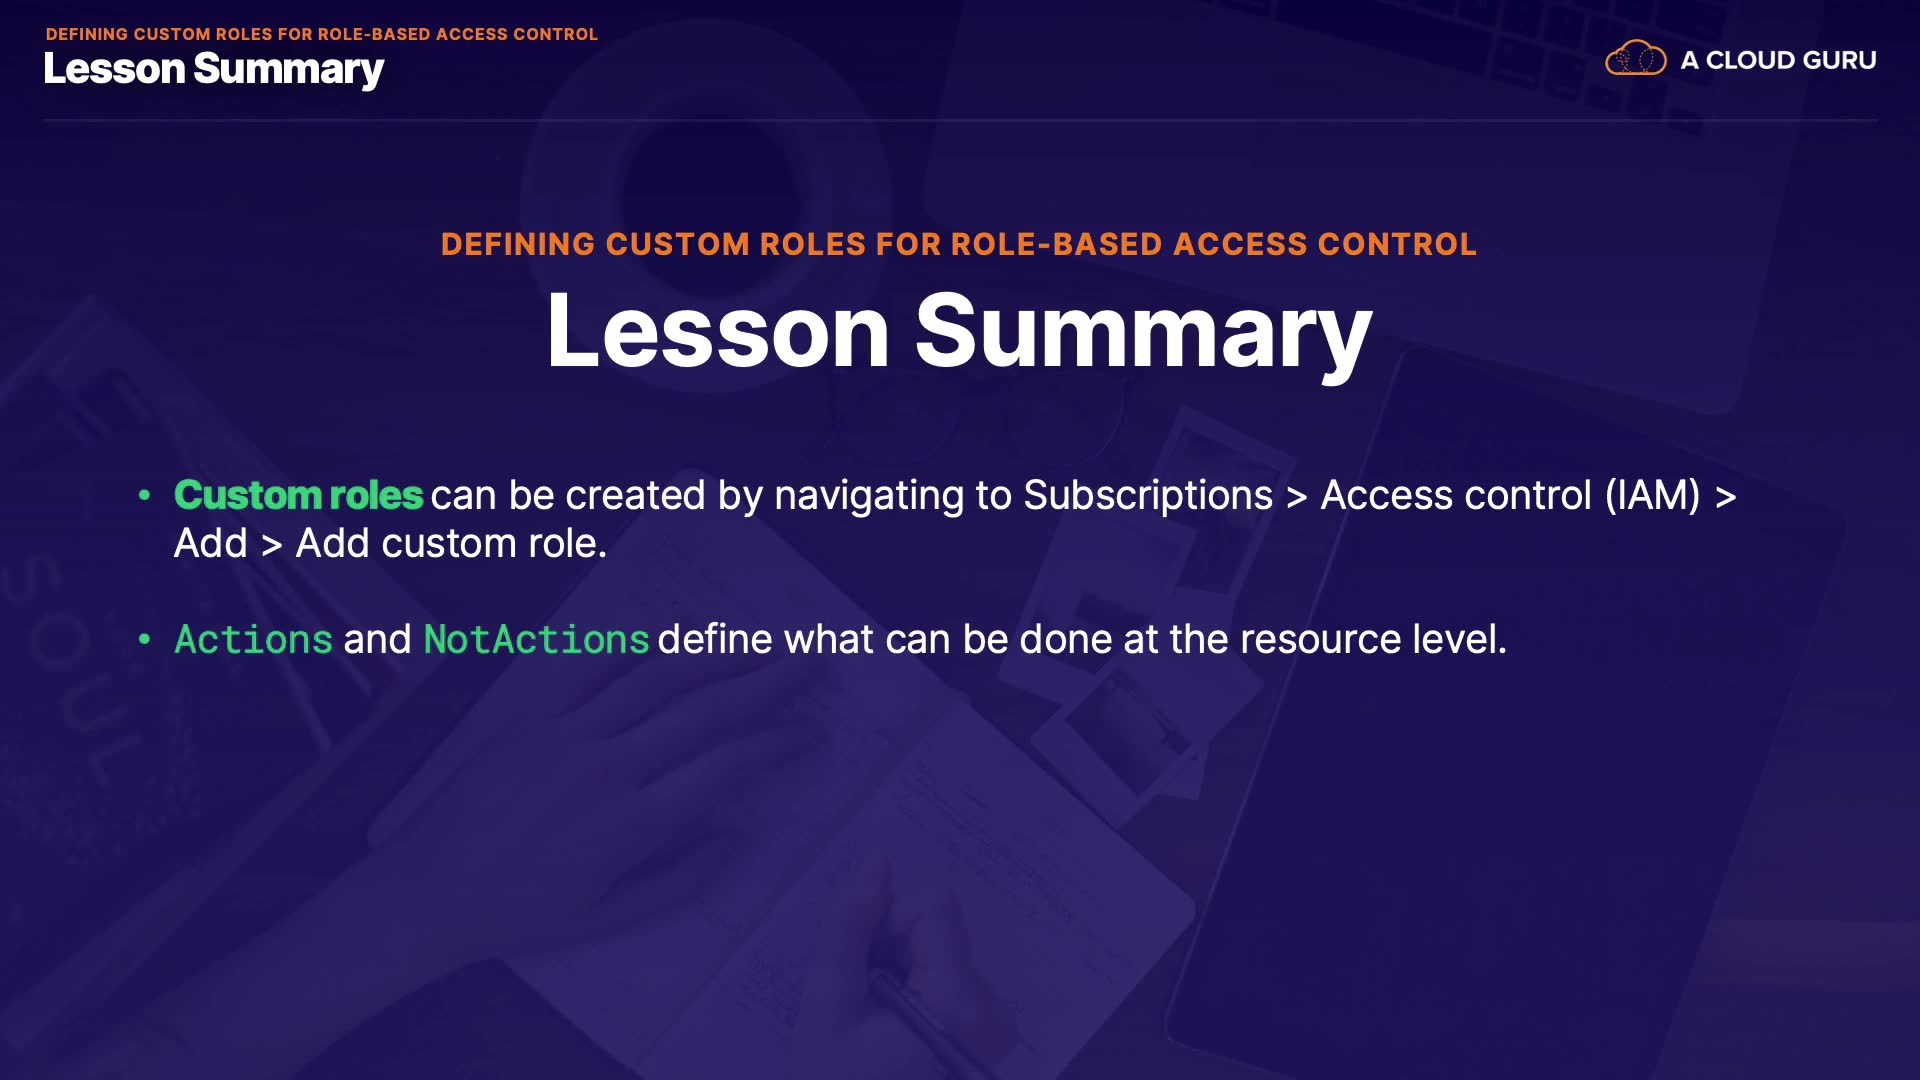 DEFINING CUSTOM ROLES FOR ROLE-BASED ACCESS CONTROL
Lesson Summary
A CLOUD GURU
DEFINING CUSTOM ROLES FOR ROLE-BASED ACCESS CONTROL
Lesson Summary
• Custom roles can be created by navigating to Subscriptions > Access control (IAM) >
Add > Add custom role.
• Actions and NotActions define what can be done at the resource level.
SOUL